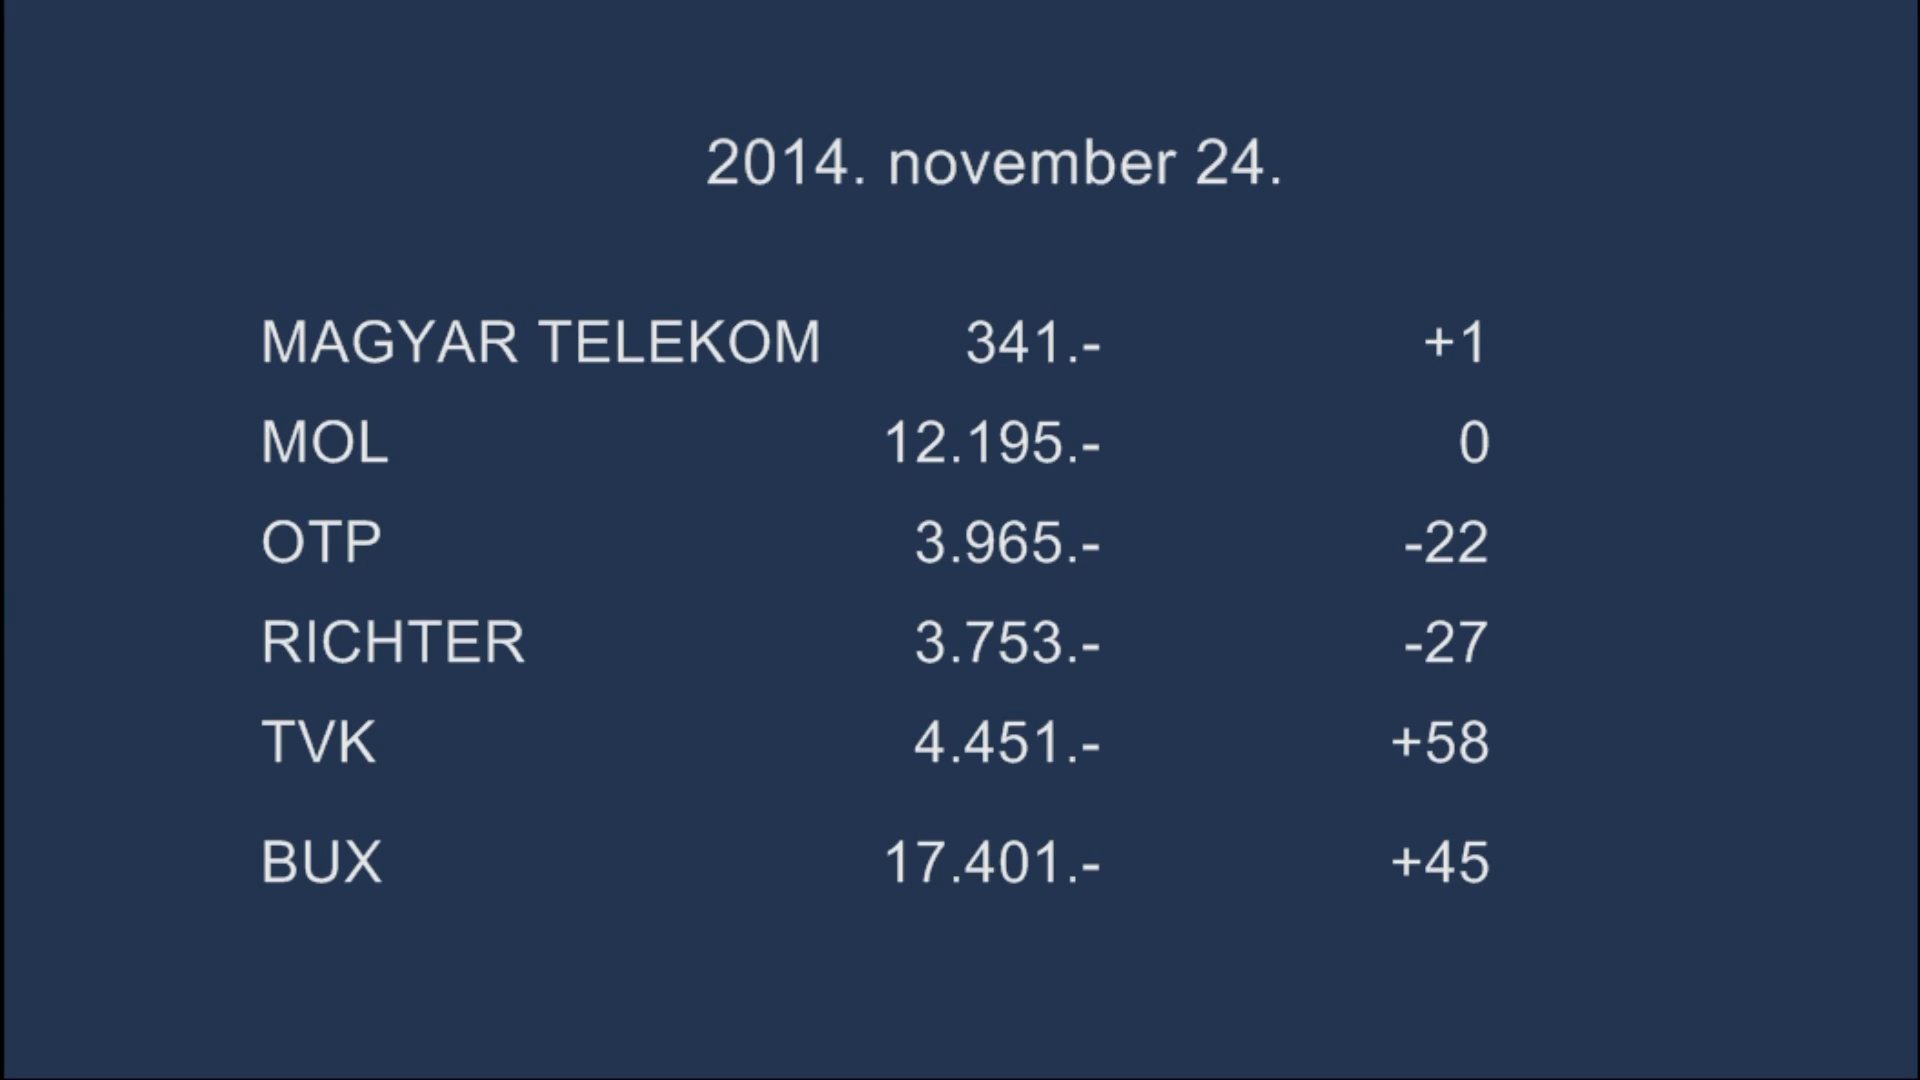 2014. november 24.
MAGYAR TELEKOM 341.- +1
MOL 12.195.- 0
OTP 3.965.- -22
RICHTER 3.753.- -27
TVK 4.451.- +58
BUX 17.401.- +45